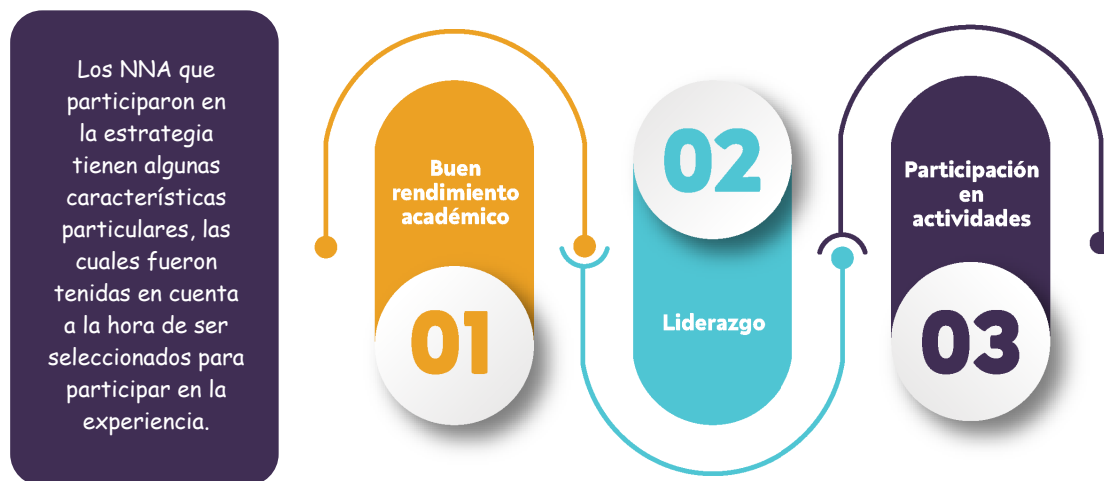 Los NNA que
participaron en
la estrategia
tienen algunas
características
particulares, las
cuales fueron
tenidas en cuenta
a la hora de ser
seleccionados para
participar en la
experiencia.
Buen
rendimiento
académico
01
02
Liderazgo
Participación
en
actividades
03